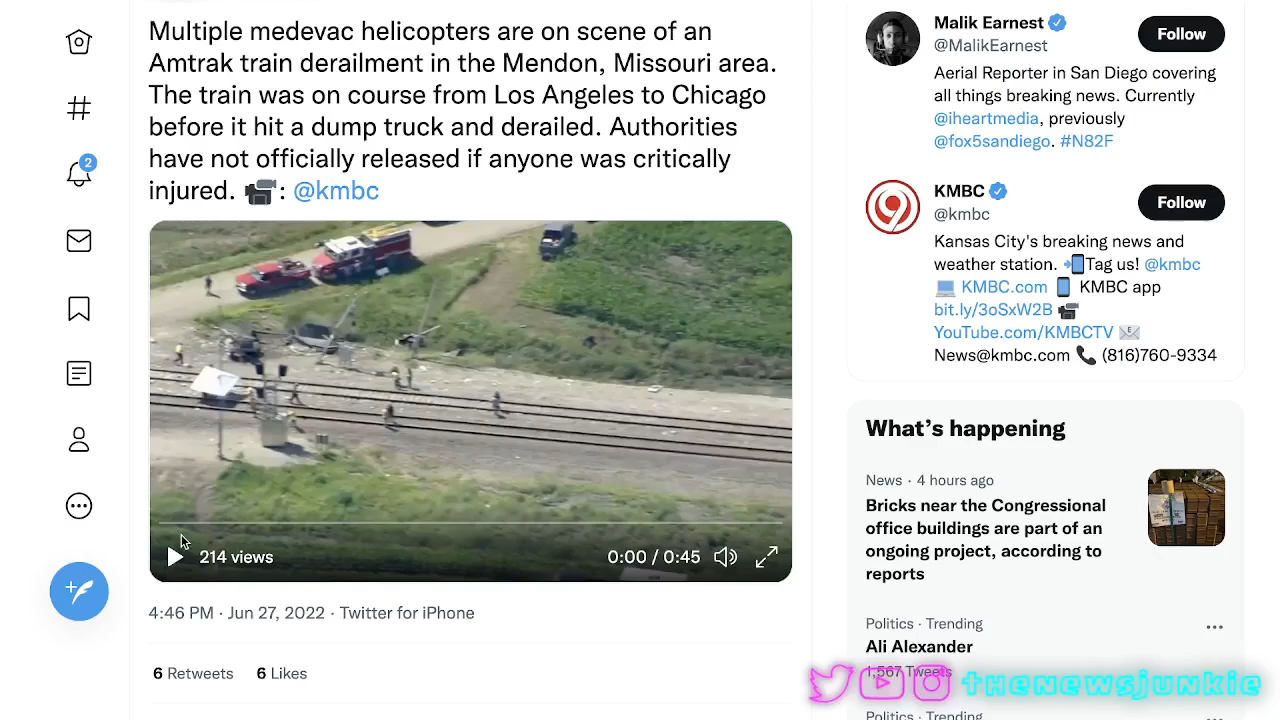 Multiple medevac helicopters are on scene of an
Amtrak train derailment in the Mendon, Missouri area.
The train was on course from Los Angeles to Chicago
before it hit a dump truck and derailed. Authorities
have not officially released if anyone was critically
injured. 📹: @kmbc
214 views
0:00 / 0:45
4:46 PM · Jun 27, 2022 · Twitter for iPhone
6 Retweets 6 Likes
2
Malik Earnest
@MalikEarnest
Follow
Aerial Reporter in San Diego covering
all things breaking news. Currently
@iheartmedia, previously
@fox5sandiego. #N82F
KMBC
@kmbc
Follow
Kansas City's breaking news and
weather station. 📲Tag us! @kmbc
💻 KMBC.com 📱 KMBC app
bit.ly/3oSxW2B 📹
YouTube.com/KMBCTV 📧
News@kmbc.com 📞 (816)760-9334
What's happening
News · 4 hours ago
Bricks near the Congressional
office buildings are part of an
ongoing project, according to
reports
Politics · Trending
Ali Alexander
1,567 Tweets
thenewsjunkie
Politics · Trending